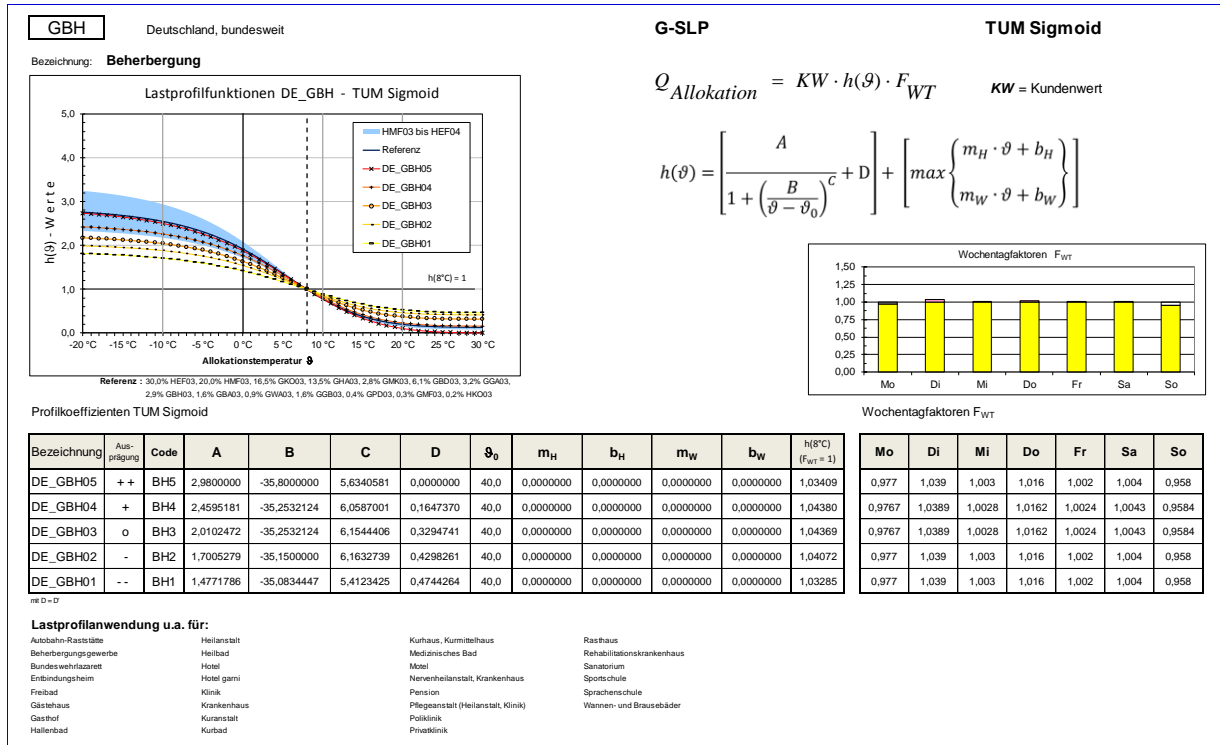 GBH Deutschland, bundesweit G-SLP TUM Sigmoid
Bezeichnung: Beherbergung
Lastprofilfunktionen DE_GBH - TUM Sigmoid
h(ϑ) - Werte
5,0
4,0
3,0
2,0
1,0
0,0
-20 °C -15 °C -10 °C -5 °C 0 °C 5 °C 10 °C 15 °C 20 °C 25 °C 30 °C
Allokationstemperatur ϑ
HMF03 bis HEF04
Referenz
DE_GBH05
DE_GBH04
DE_GBH03
DE_GBH02
DE_GBH01
h(8°C) = 1
Referenz : 30,0% HEF03, 20,0% HMF03, 16,5% GKO03, 13,5% GHA03, 2,8% GMK03, 6,1% GBD03, 3,2% GGA03,
2,9% GBH03, 1,6% GBA03, 0,9% GWA03, 1,6% GGB03, 0,4% GPD03, 0,3% GMF03, 0,2% HKO03
Q Allokation = KW · h(ϑ) · F WT KW = Kundenwert
h(ϑ) = [ A / (1 + (B / (ϑ − ϑ0))^C) + D ] + [ max { mH · ϑ + bH
mW · ϑ + bW } ]
Wochentagfaktoren FWT
1,50
1,25
1,00
0,75
0,50
0,25
0,00
Mo Di Mi Do Fr Sa So
Profilkoeffizienten TUM Sigmoid
Bezeichnung Aus-prägung Code A B C D ϑ0 mH bH mW bW h(8°C) (FWT = 1)
DE_GBH05 + + BH5 2,9800000 -35,8000000 5,6340581 0,0000000 40,0 0,0000000 0,0000000 0,0000000 0,0000000 1,03409
DE_GBH04 + BH4 2,4595181 -35,2532124 6,0587001 0,1647370 40,0 0,0000000 0,0000000 0,0000000 0,0000000 1,04380
DE_GBH03 o BH3 2,0102472 -35,2532124 6,1544406 0,3294741 40,0 0,0000000 0,0000000 0,0000000 0,0000000 1,04369
DE_GBH02 - BH2 1,7005279 -35,1500000 6,1632739 0,4298261 40,0 0,0000000 0,0000000 0,0000000 0,0000000 1,04072
DE_GBH01 - - BH1 1,4771786 -35,0834447 5,4123425 0,4744264 40,0 0,0000000 0,0000000 0,0000000 0,0000000 1,03285
mit D = D'
Wochentagfaktoren FWT
Mo Di Mi Do Fr Sa So
0,977 1,039 1,003 1,016 1,002 1,004 0,958
0,9767 1,0389 1,0028 1,0162 1,0024 1,0043 0,9584
0,9767 1,0389 1,0028 1,0162 1,0024 1,0043 0,9584
0,977 1,039 1,003 1,016 1,002 1,004 0,958
0,977 1,039 1,003 1,016 1,002 1,004 0,958
Lastprofilanwendung u.a. für:
Autobahn-Raststätte
Beherbergungsgewerbe
Bundeswehrlazarett
Entbindungsheim
Freibad
Gästehaus
Gasthof
Hallenbad
Heilanstalt
Heilbad
Hotel
Hotel garni
Klinik
Krankenhaus
Kuranstalt
Kurbad
Kurhaus, Kurmittelhaus
Medizinisches Bad
Motel
Nervenheilanstalt, Krankenhaus
Pension
Pflegeanstalt (Heilanstalt, Klinik)
Poliklinik
Privatklinik
Rasthaus
Rehabilitationskrankenhaus
Sanatorium
Sportschule
Sprachenschule
Wannen- und Brausebäder